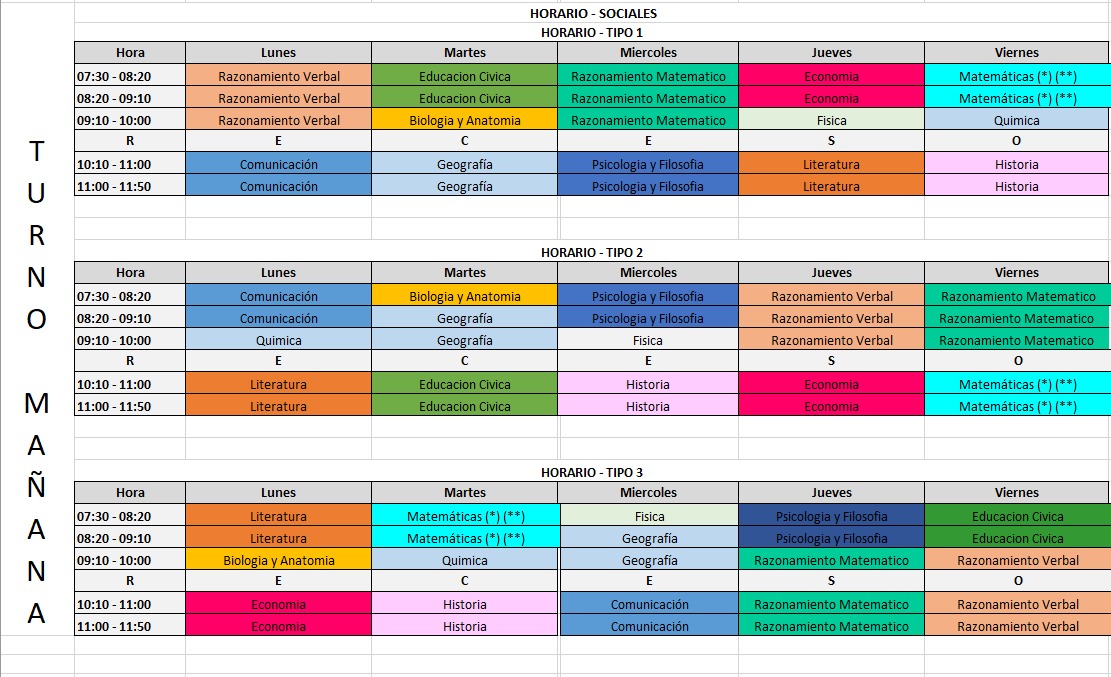 HORARIO - SOCIALES
HORARIO - TIPO 1
Hora Lunes Martes Miercoles Jueves Viernes
07:30 - 08:20 Razonamiento Verbal Educacion Civica Razonamiento Matematico Economia Matemáticas (*) (**)
08:20 - 09:10 Razonamiento Verbal Educacion Civica Razonamiento Matematico Economia Matemáticas (*) (**)
09:10 - 10:00 Razonamiento Verbal Biologia y Anatomia Razonamiento Matematico Fisica Quimica
R E C E S O
10:10 - 11:00 Comunicación Geografía Psicologia y Filosofia Literatura Historia
11:00 - 11:50 Comunicación Geografía Psicologia y Filosofia Literatura Historia
HORARIO - TIPO 2
Hora Lunes Martes Miercoles Jueves Viernes
07:30 - 08:20 Comunicación Biologia y Anatomia Psicologia y Filosofia Razonamiento Verbal Razonamiento Matematico
08:20 - 09:10 Comunicación Geografía Psicologia y Filosofia Razonamiento Verbal Razonamiento Matematico
09:10 - 10:00 Quimica Geografía Fisica Razonamiento Verbal Razonamiento Matematico
R E C E S O
10:10 - 11:00 Literatura Educacion Civica Historia Economia Matemáticas (*) (**)
11:00 - 11:50 Literatura Educacion Civica Historia Economia Matemáticas (*) (**)
HORARIO - TIPO 3
Hora Lunes Martes Miercoles Jueves Viernes
07:30 - 08:20 Literatura Matemáticas (*) (**) Fisica Psicologia y Filosofia Educacion Civica
08:20 - 09:10 Literatura Matemáticas (*) (**) Geografía Psicologia y Filosofia Educacion Civica
09:10 - 10:00 Biologia y Anatomia Quimica Geografía Razonamiento Matematico Razonamiento Verbal
R E C E S O
10:10 - 11:00 Economia Historia Comunicación Razonamiento Matematico Razonamiento Verbal
11:00 - 11:50 Economia Historia Comunicación Razonamiento Matematico Razonamiento Verbal
TURNO MAÑANA